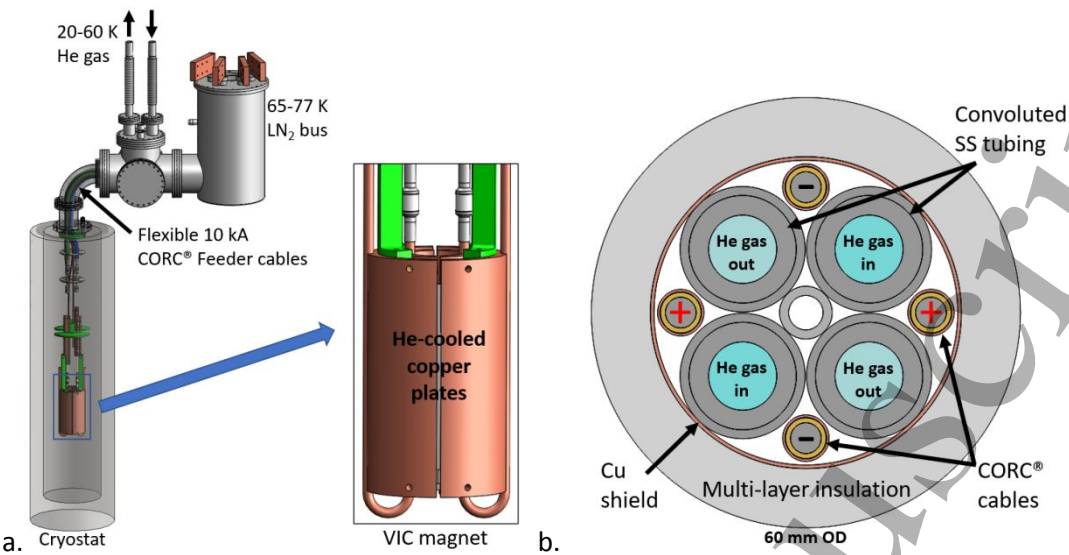 20-60 K
He gas
65-77 K
LN₂ bus
Flexible 10 kA
CORC® Feeder cables
He-cooled
copper
plates
a.
Cryostat
VIC magnet
b.
Convoluted
SS tubing
−
He gas
out
He gas
in
+
+
He gas
in
He gas
out
−
Cu
shield
Multi-layer insulation
CORC®
cables
60 mm OD